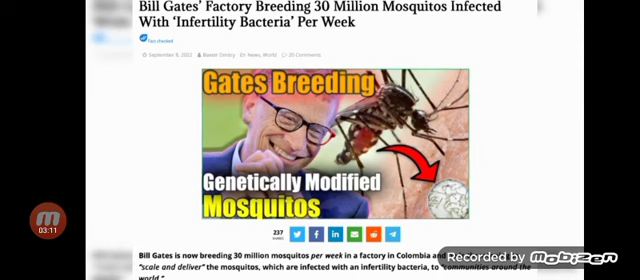 Bill Gates' Factory Breeding 30 Million Mosquitos Infected
With 'Infertility Bacteria' Per Week
Fact checked
September 8, 2022
Baxter Dmitry
In News, World
20 Comments
Gates Breeding
Genetically Modified
Mosquitos
237
SHARES
03:11
Bill Gates is now breeding 30 million mosquitos per week in a factory in Colombia and
"scale and deliver" the mosquitos, which are infected with an infertility bacteria, to "communities around the
world."
Recorded by mobizen